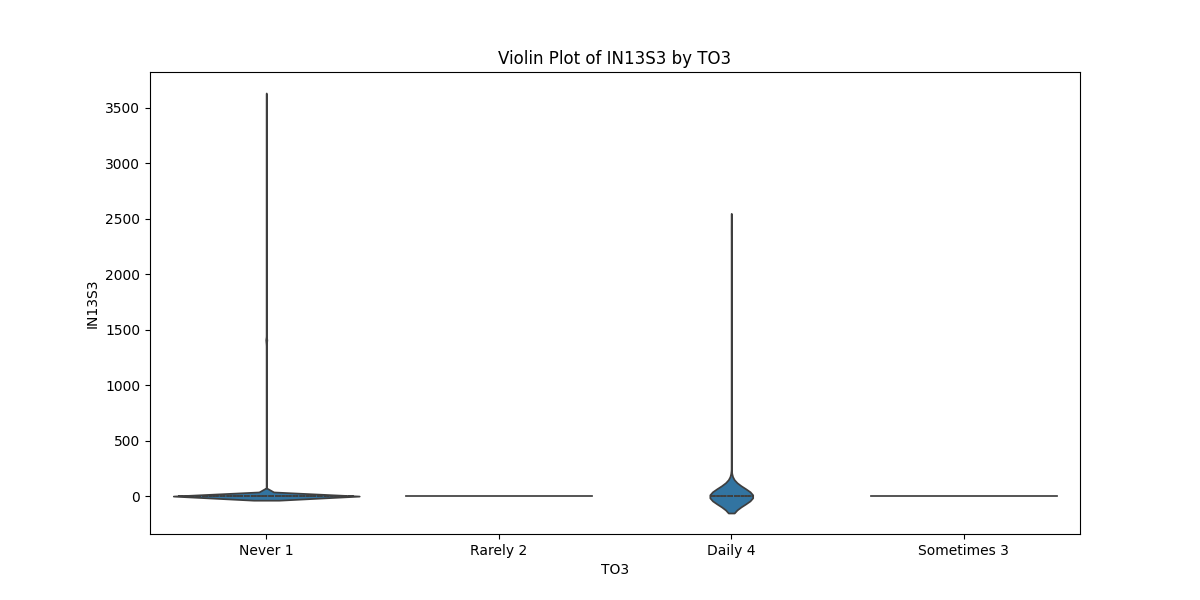 Violin Plot of IN13S3 by TO3
3500
3000
2500
2000
1500
1000
500
0
IN13S3
Never 1
Rarely 2
Daily 4
Sometimes 3
TO3